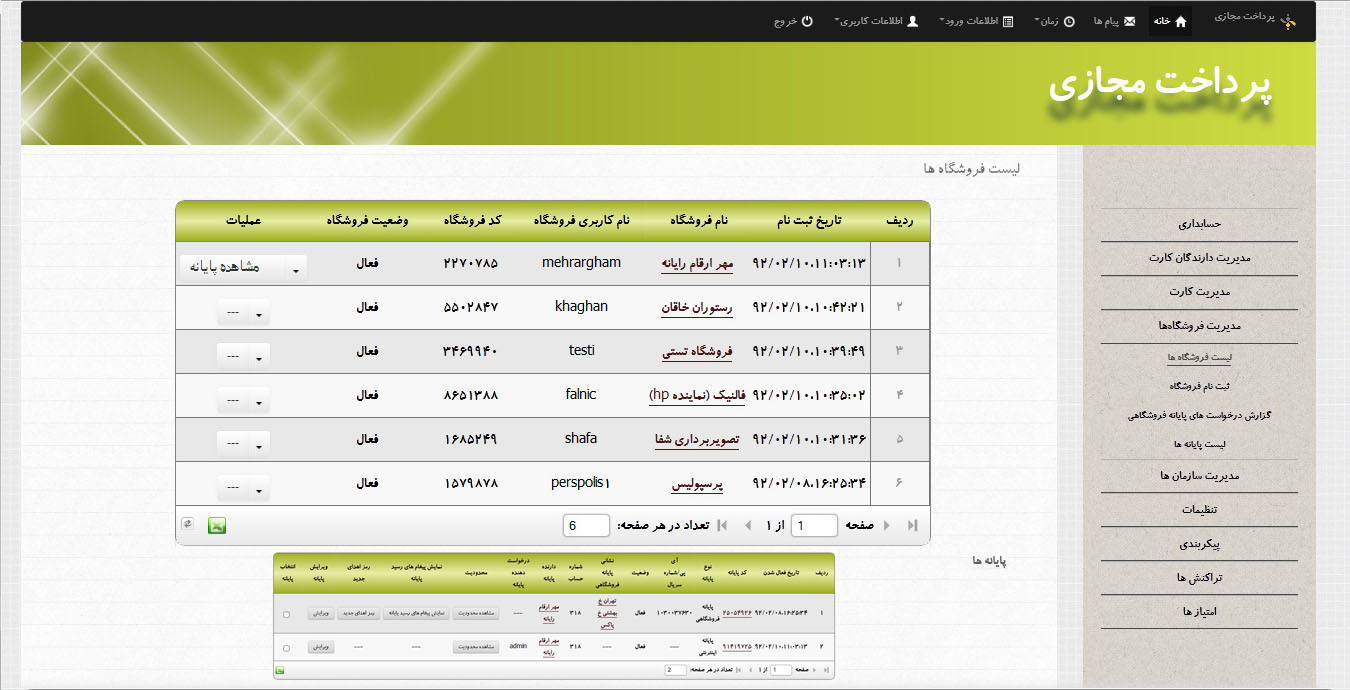 پرداخت مجازی خانه پیام ها زمان اطلاعات ورود اطلاعات کاربری خروج
پرداخت مجازی
حسابداری
مدیریت دارندگان کارت
مدیریت کارت
مدیریت فروشگاه‌ها
لیست فروشگاه ها
ثبت نام فروشگاه
گزارش درخواست های پایانه فروشگاهی
لیست پایانه ها
مدیریت سازمان ها
تنظیمات
پیکربندی
تراکنش ها
امتیاز ها
لیست فروشگاه ها
ردیف تاریخ ثبت نام نام فروشگاه نام کاربری فروشگاه کد فروشگاه وضعیت فروشگاه عملیات
۱ ۹۲/۰۲/۱۰،۱۱:۰۳:۱۳ مهر ارقام رایانه mehrargham ۲۲۷۰۷۸۵ فعال مشاهده پایانه
۲ ۹۲/۰۲/۱۰،۱۰:۴۲:۲۱ رستوران خاقان khaghan ۵۵۰۲۸۴۷ فعال ---
۳ ۹۲/۰۲/۱۰،۱۰:۳۹:۴۹ فروشگاه تستی testi ۳۴۶۹۹۴۰ فعال ---
۴ ۹۲/۰۲/۱۰،۱۰:۳۵:۰۲ فالنیک (نماینده hp) falnic ۸۶۵۱۳۸۸ فعال ---
۵ ۹۲/۰۲/۱۰،۱۰:۳۱:۳۶ تصویربرداری شفا shafa ۱۶۸۵۲۴۹ فعال ---
۶ ۹۲/۰۲/۰۸،۱۶:۲۵:۳۴ پرسپولیس perspolis۱ ۱۵۷۹۸۷۸ فعال ---
صفحه 1 از ۱ تعداد در هر صفحه: 6
پایانه ها
ردیف تاریخ فعال شدن کد پایانه نوع پایانه آی پی/شماره سریال وضعیت نشانی پایانه فروشگاهی شماره حساب دارنده پایانه درخواست دهنده پایانه محدودیت نمایش پیغام های رسید پایانه رمز اهدای جدید ویرایش پایانه انتخاب پایانه
۱ ۹۲/۰۲/۰۸،۱۶:۲۵:۳۴ ۲۵۰۵۴۹۲۶ پایانه فروشگاهی ۱۰۳۰۰۳۷۶۳۰ فعال تهران خ بهشتی خ پاکس ۳۱۸ مهر ارقام رایانه ---- مشاهده محدودیت نمایش پیغام های رسید پایانه رمز اهدای جدید ویرایش
۲ ۹۲/۰۲/۱۰،۱۱:۰۳:۱۳ ۹۱۴۱۹۷۲۵ پایانه اینترنتی ---- فعال ---- ۳۱۸ مهر ارقام رایانه admin مشاهده محدودیت ---- ---- ویرایش
صفحه 1 از ۱ تعداد در هر صفحه: 2